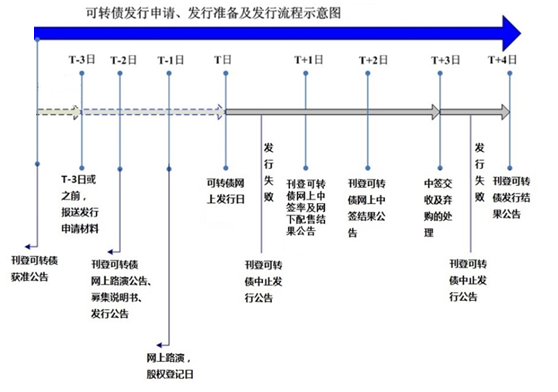 可转债发行申请、发行准备及发行流程示意图
T-3日
T-2日
T-1日
T日
T+1日
T+2日
T+3日
T+4日
发
行
失
败
发
行
失
败
T-3日或
之前，
报送发行
申请材料
可转债网
上发行日
刊登可转
债网上中
签率及网
下配售结
果公告
刊登可转
债网上中
签结果公
告
中签交
收及弃
购的处
理
刊登可转
债发行结
果公告
刊登可转债
获准公告
刊登可转债
网上路演公告、
募集说明书、
发行公告
刊登可转
债中止发
行公告
刊登可转
债中止发
行公告
网上路演，
股权登记日